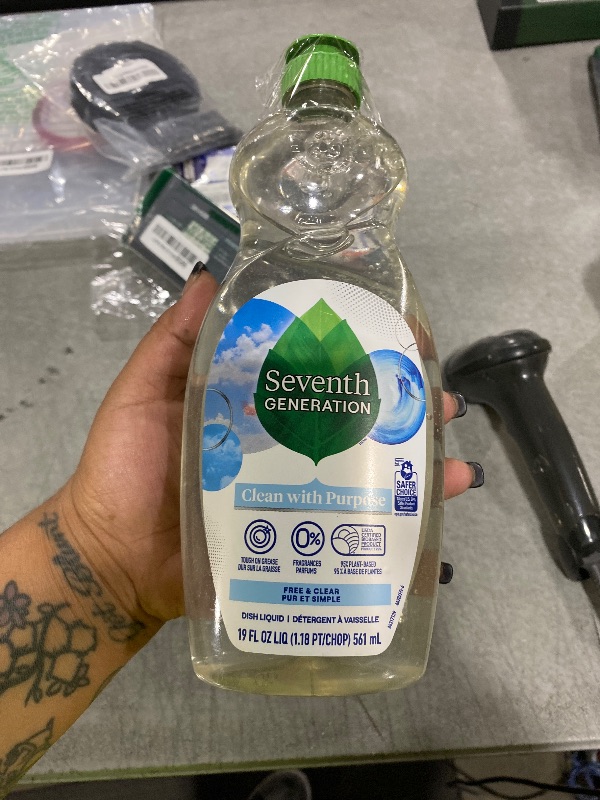 Seventh
GENERATION
Clean with Purpose
SAFER
CHOICE
TOUGH ON GREASE
DUR SUR LA GRAISSE
0%
FRAGRANCES
PARFUMS
USDA
CERTIFIED
BIOBASED
PRODUCT
95% PLANT-BASED
95% À BASE DE PLANTES
FREE & CLEAR
PUR ET SIMPLE
DISH LIQUID | DÉTERGENT À VAISSELLE
19 FL OZ LIQ (1.18 PT/CHOP) 561 mL